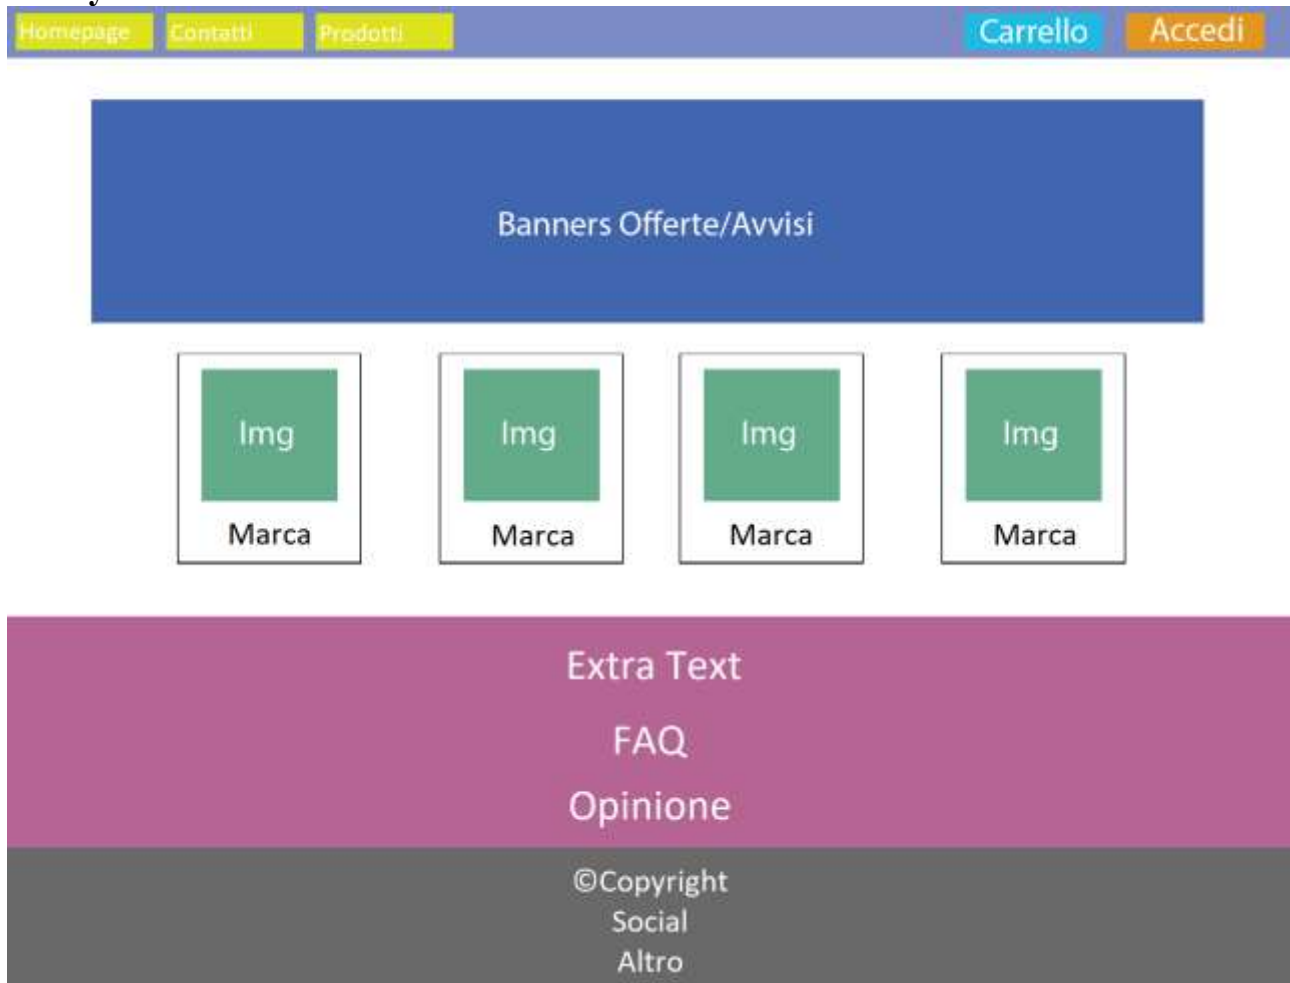 Homepage Contatti Prodotti Carrello Accedi
Banners Offerte/Avvisi
Img Img Img Img
Marca Marca Marca Marca
Extra Text
FAQ
Opinione
©Copyright
Social
Altro